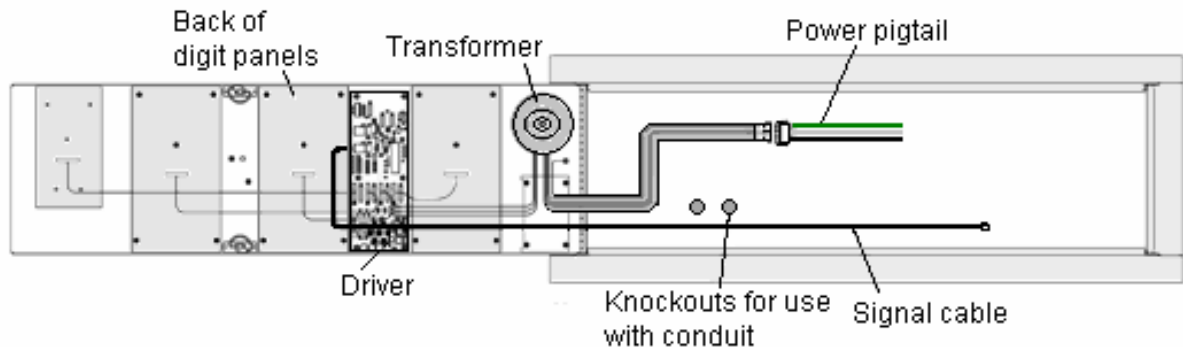 Back of
digit panels
Transformer
Power pigtail
Driver
Knockouts for use
with conduit
Signal cable